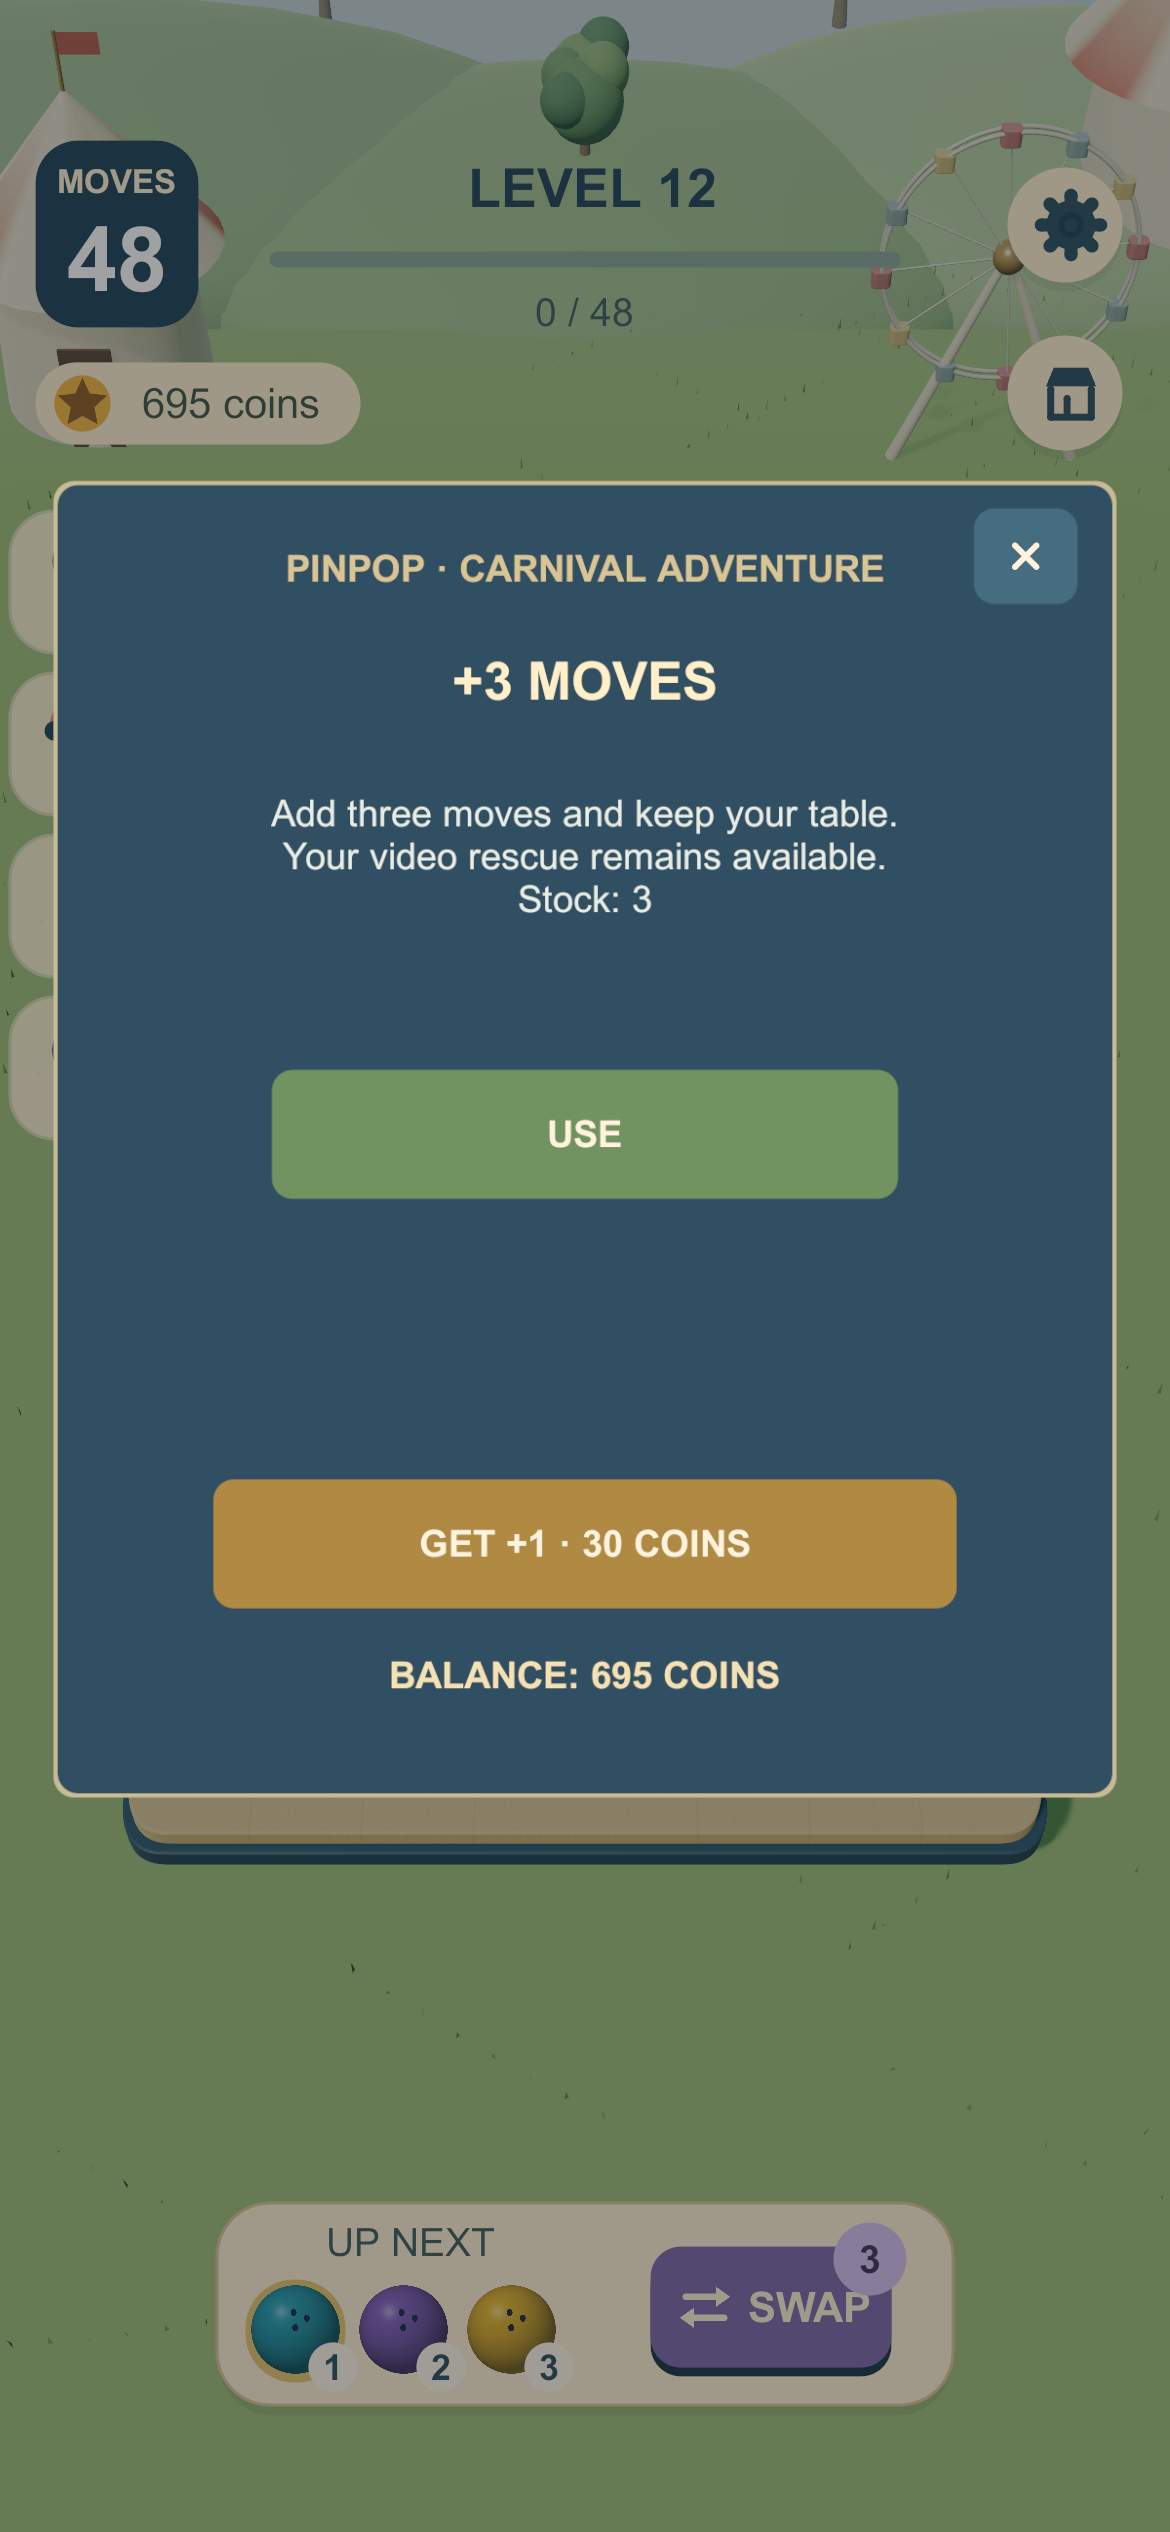 MOVES
48
LEVEL 12
0 / 48
695 coins
PINPOP · CARNIVAL ADVENTURE
+3 MOVES
Add three moves and keep your table.
Your video rescue remains available.
Stock: 3
USE
GET +1 · 30 COINS
BALANCE: 695 COINS
UP NEXT
1
2
3
SWAP
3